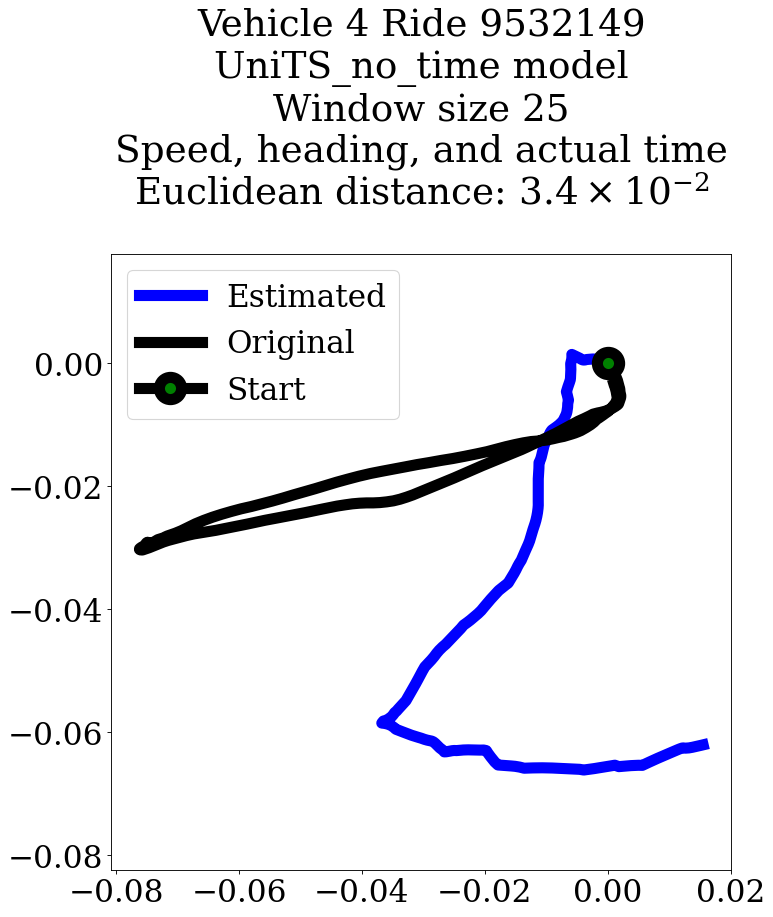 Vehicle 4 Ride 9532149
UniTS_no_time model
Window size 25
Speed, heading, and actual time
Euclidean distance: 3.4 × 10⁻²
Estimated
Original
Start
0.00
−0.02
−0.04
−0.06
−0.08
−0.08 −0.06 −0.04 −0.02 0.00 0.02